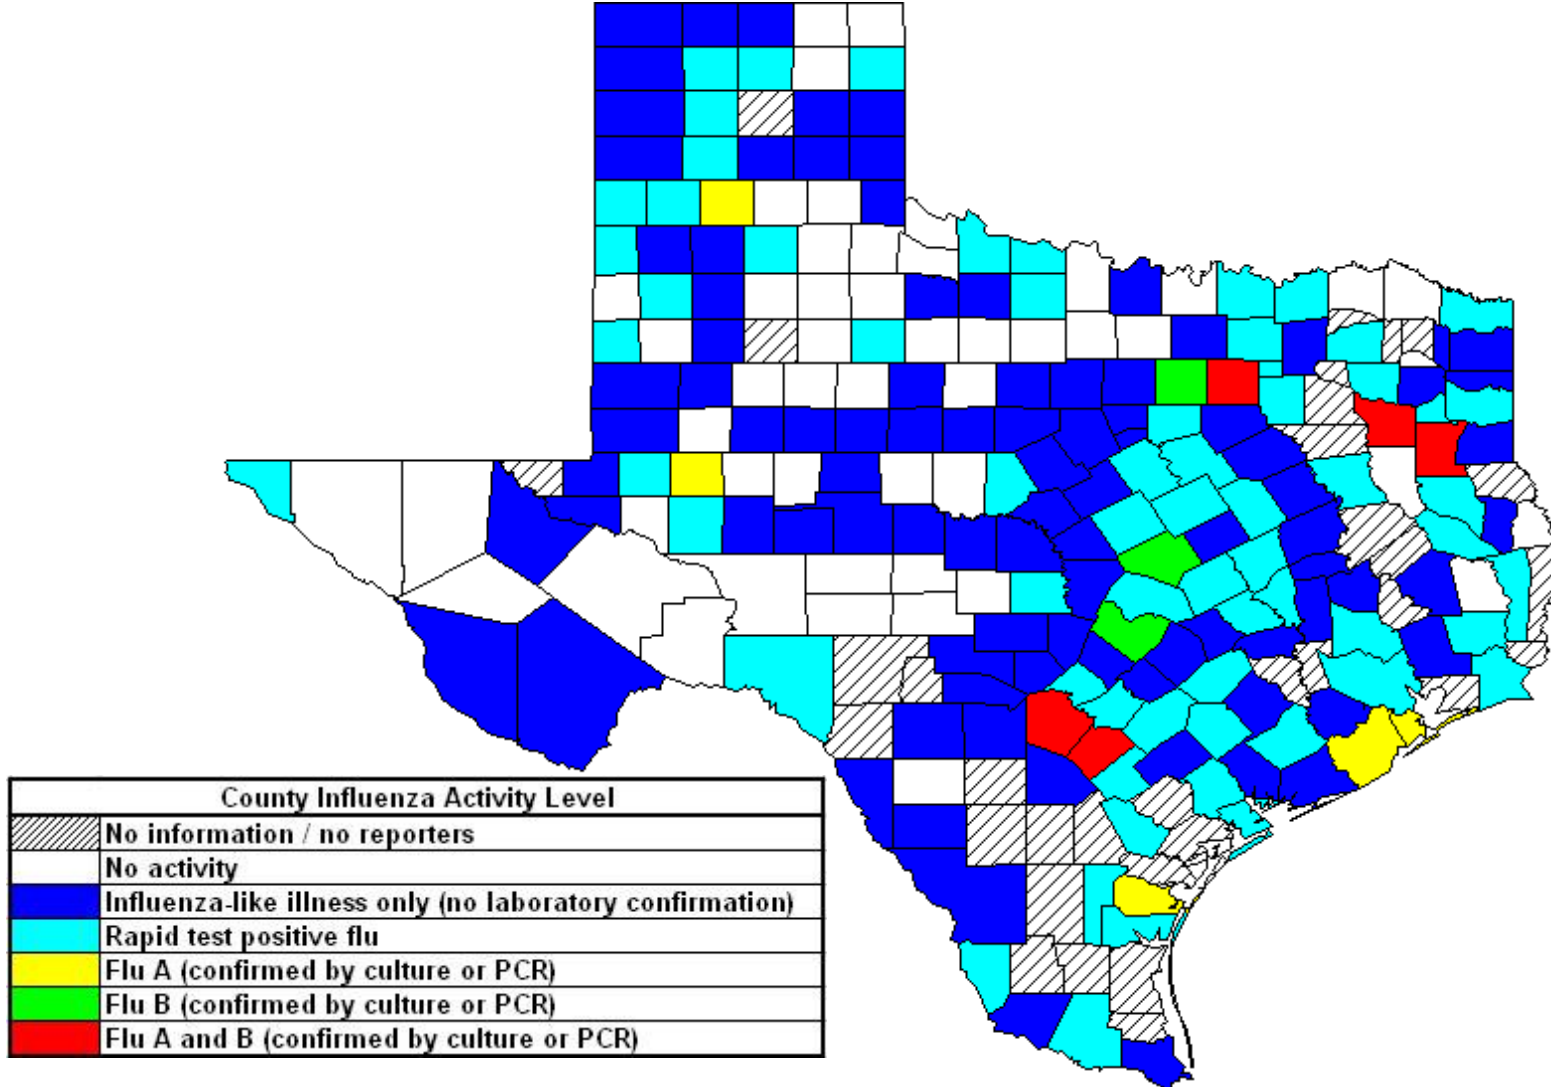 County Influenza Activity Level
No information / no reporters
No activity
Influenza-like illness only (no laboratory confirmation)
Rapid test positive flu
Flu A (confirmed by culture or PCR)
Flu B (confirmed by culture or PCR)
Flu A and B (confirmed by culture or PCR)